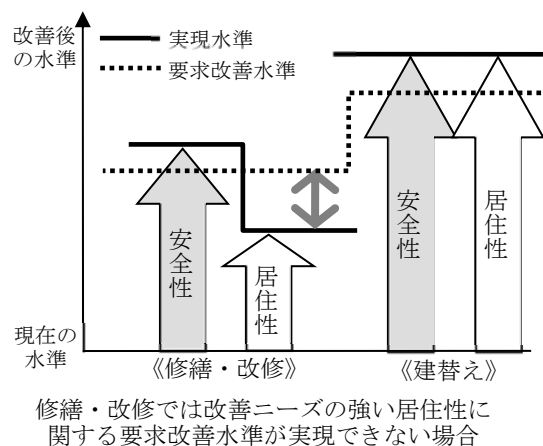 改善後
の水準
実現水準
要求改善水準
安全性
居住性
安全性
居住性
現在の
水準
《修繕・改修》
《建替え》
修繕・改修では改善ニーズの強い居住性に
関する要求改善水準が実現できない場合